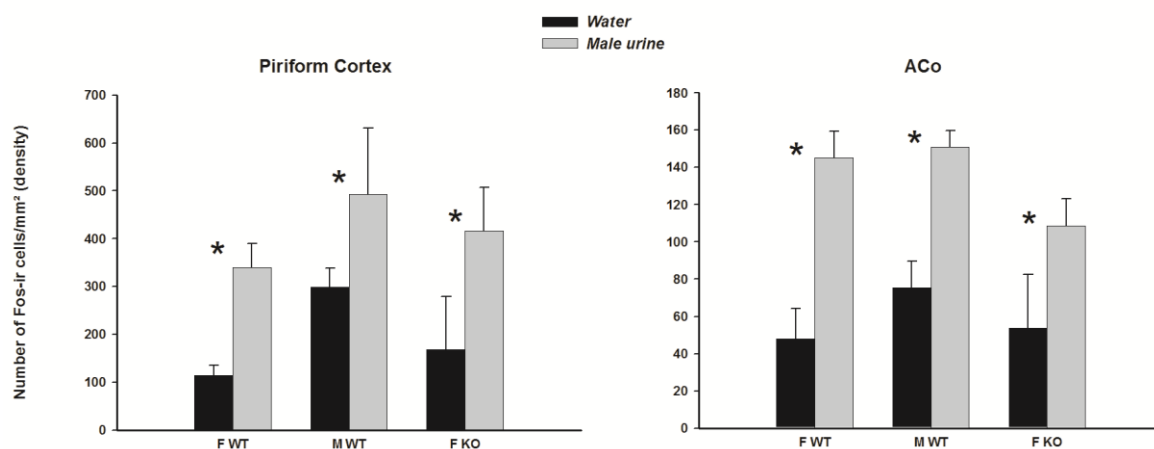 Water
Male urine
Piriform Cortex
ACo
Number of Fos-ir cells/mm² (density)
700
600
500
400
300
200
100
0
*
*
*
F WT
M WT
F KO
180
160
140
120
100
80
60
40
20
0
*
*
*
F WT
M WT
F KO